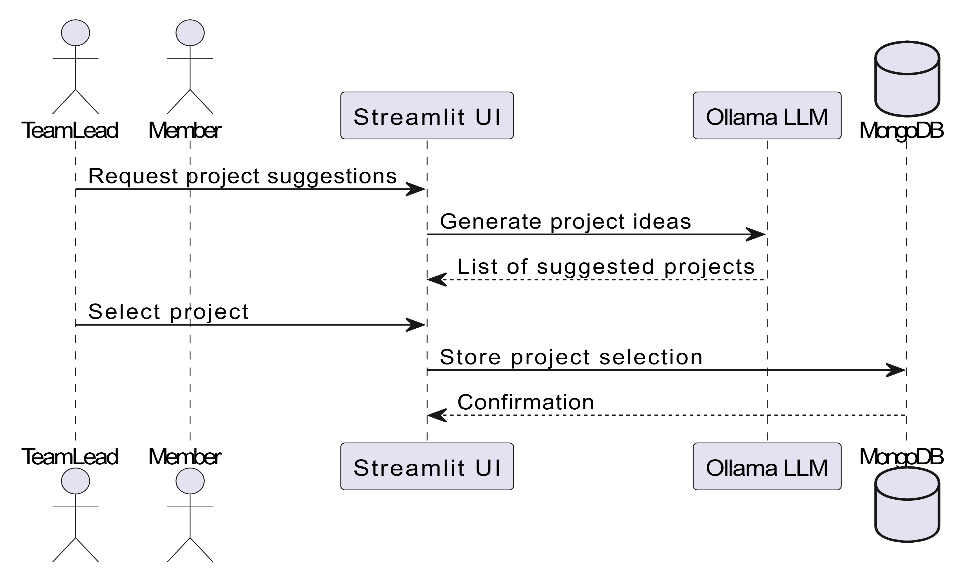 TeamLead
Member
Streamlit UI
Ollama LLM
MongoDB
Request project suggestions
Generate project ideas
List of suggested projects
Select project
Store project selection
Confirmation
TeamLead
Member
Streamlit UI
Ollama LLM
MongoDB